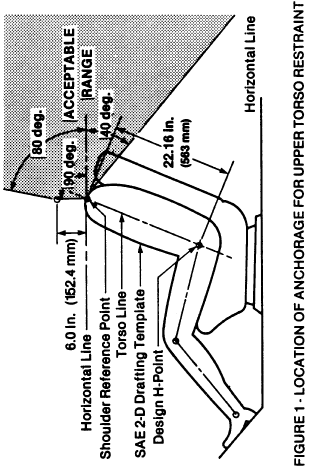 80 deg.
90 deg.
ACCEPTABLE
RANGE
40 deg.
6.0 in. (152.4 mm)
22.16 in.
(563 mm)
Horizontal Line
Shoulder Reference Point
Torso Line
SAE 2-D Drafting Template
Design H-Point
Horizontal Line
FIGURE 1 - LOCATION OF ANCHORAGE FOR UPPER TORSO RESTRAINT